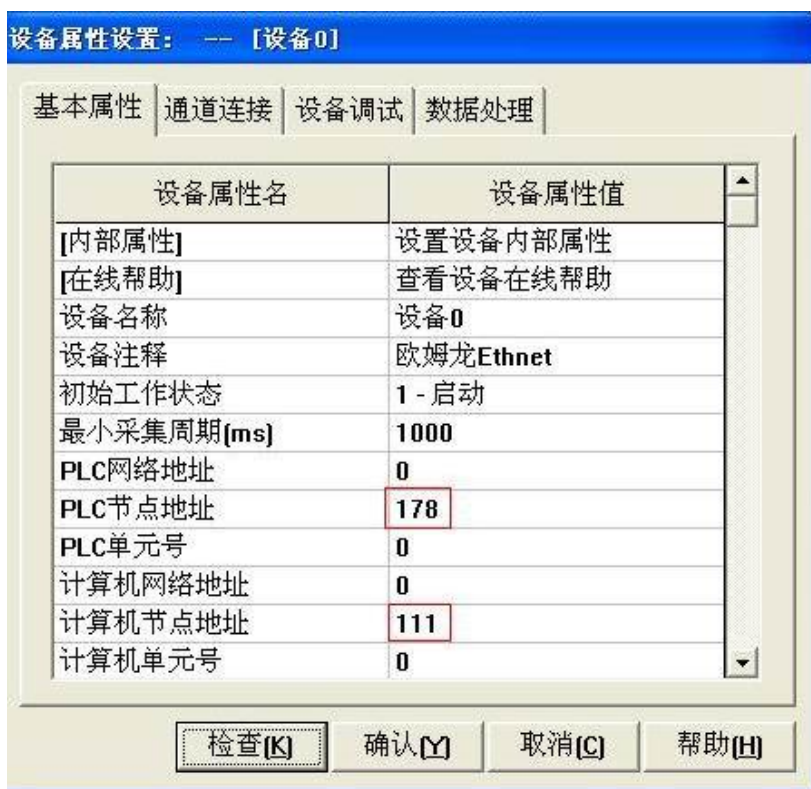 设备属性设置： -- [设备0]
基本属性 通道连接 设备调试 数据处理
设备属性名 设备属性值
[内部属性] 设置设备内部属性
[在线帮助] 查看设备在线帮助
设备名称 设备0
设备注释 欧姆龙Ethnet
初始工作状态 1 - 启动
最小采集周期(ms) 1000
PLC网络地址 0
PLC节点地址 178
PLC单元号 0
计算机网络地址 0
计算机节点地址 111
计算机单元号 0
检查(K) 确认(Y) 取消(C) 帮助(H)